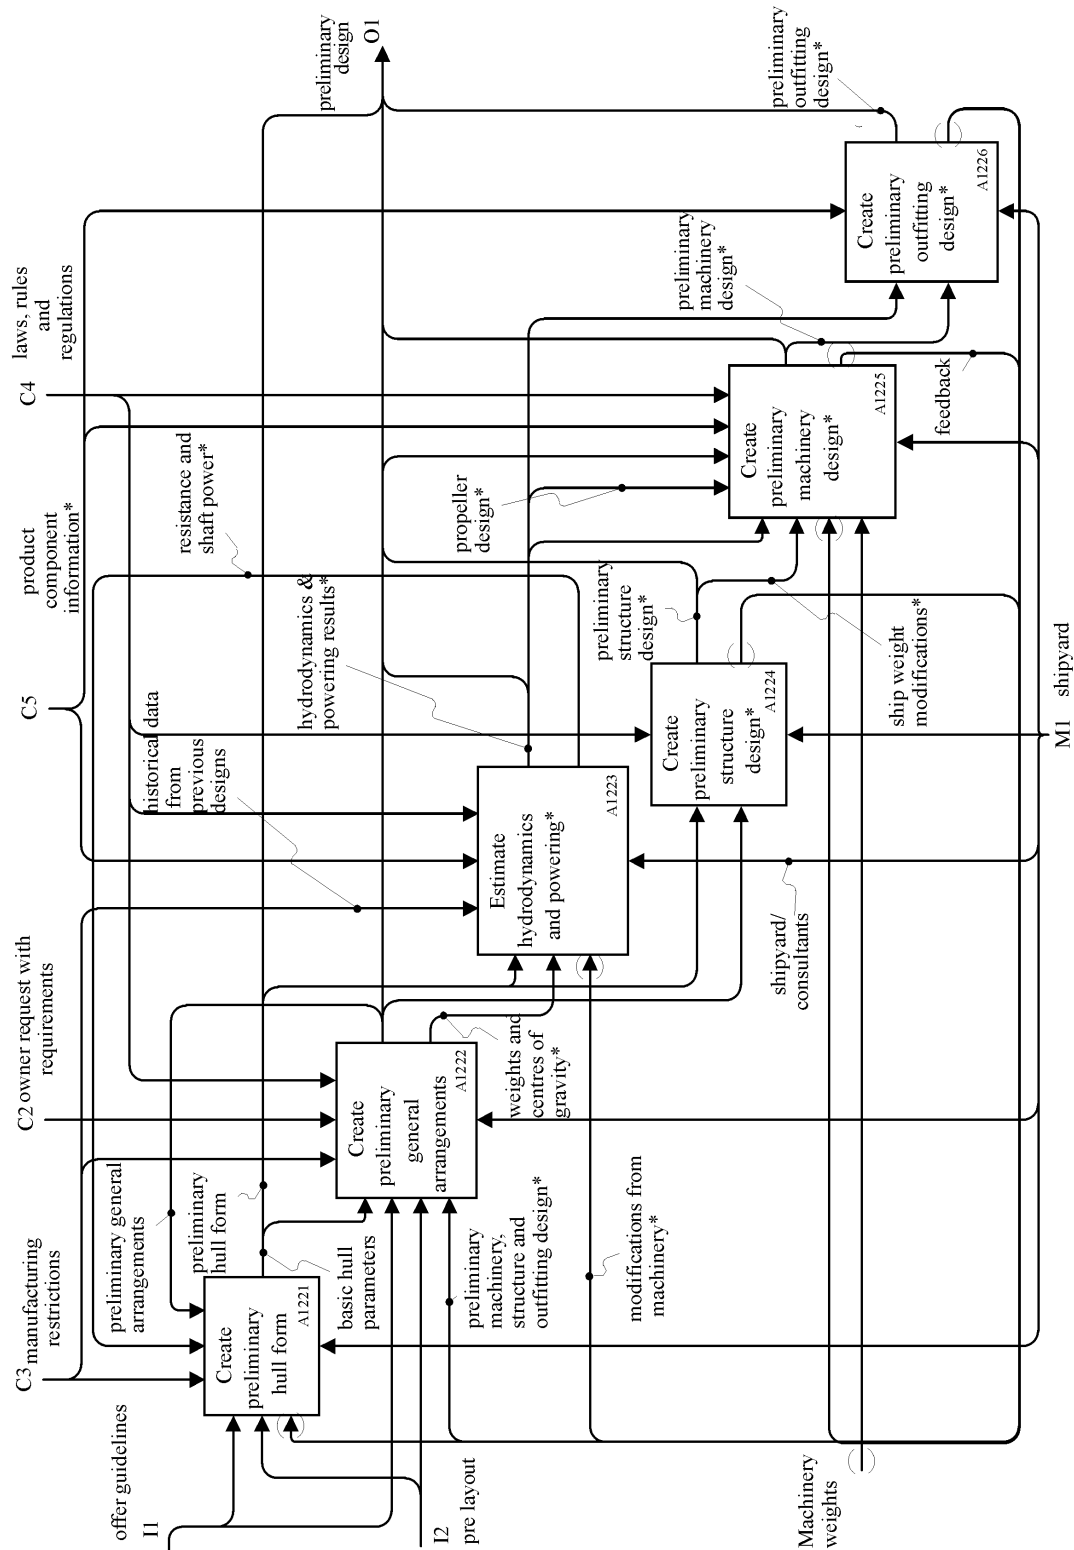 C3
manufacturing
restrictions
C2
owner request with
requirements
C5
product
component
information*
C4
laws, rules
and
regulations
offer guidelines
I1
I2
pre layout
Machinery
weights
M1
shipyard
preliminary
design
O1
preliminary general
arrangements
preliminary
hull form
Create
preliminary
hull form
A1221
basic hull
parameters
Create
preliminary
general
arrangements
A1222
weights and
centres of
gravity*
preliminary
machinery,
structure and
outfitting design*
modifications from
machinery*
historical data
from
previous
designs
resistance and
shaft power*
hydrodynamics &
powering results*
Estimate
hydrodynamics
and powering*
A1223
shipyard/
consultants
Create
preliminary
structure
design*
A1224
preliminary
structure
design*
ship weight
modifications*
propeller
design*
Create
preliminary
machinery
design*
A1225
preliminary
machinery
design*
feedback
Create
preliminary
outfitting
design*
A1226
preliminary
outfitting
design*